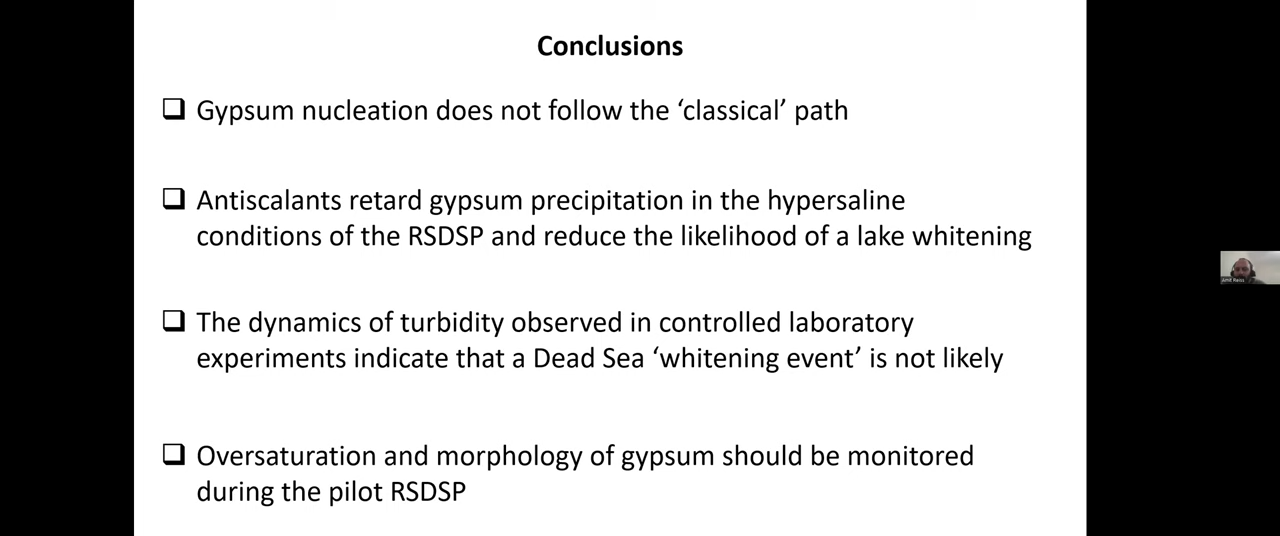 Conclusions
Gypsum nucleation does not follow the ‘classical’ path
Antiscalants retard gypsum precipitation in the hypersaline
conditions of the RSDSP and reduce the likelihood of a lake whitening
The dynamics of turbidity observed in controlled laboratory
experiments indicate that a Dead Sea ‘whitening event’ is not likely
Oversaturation and morphology of gypsum should be monitored
during the pilot RSDSP
Amit Reiss